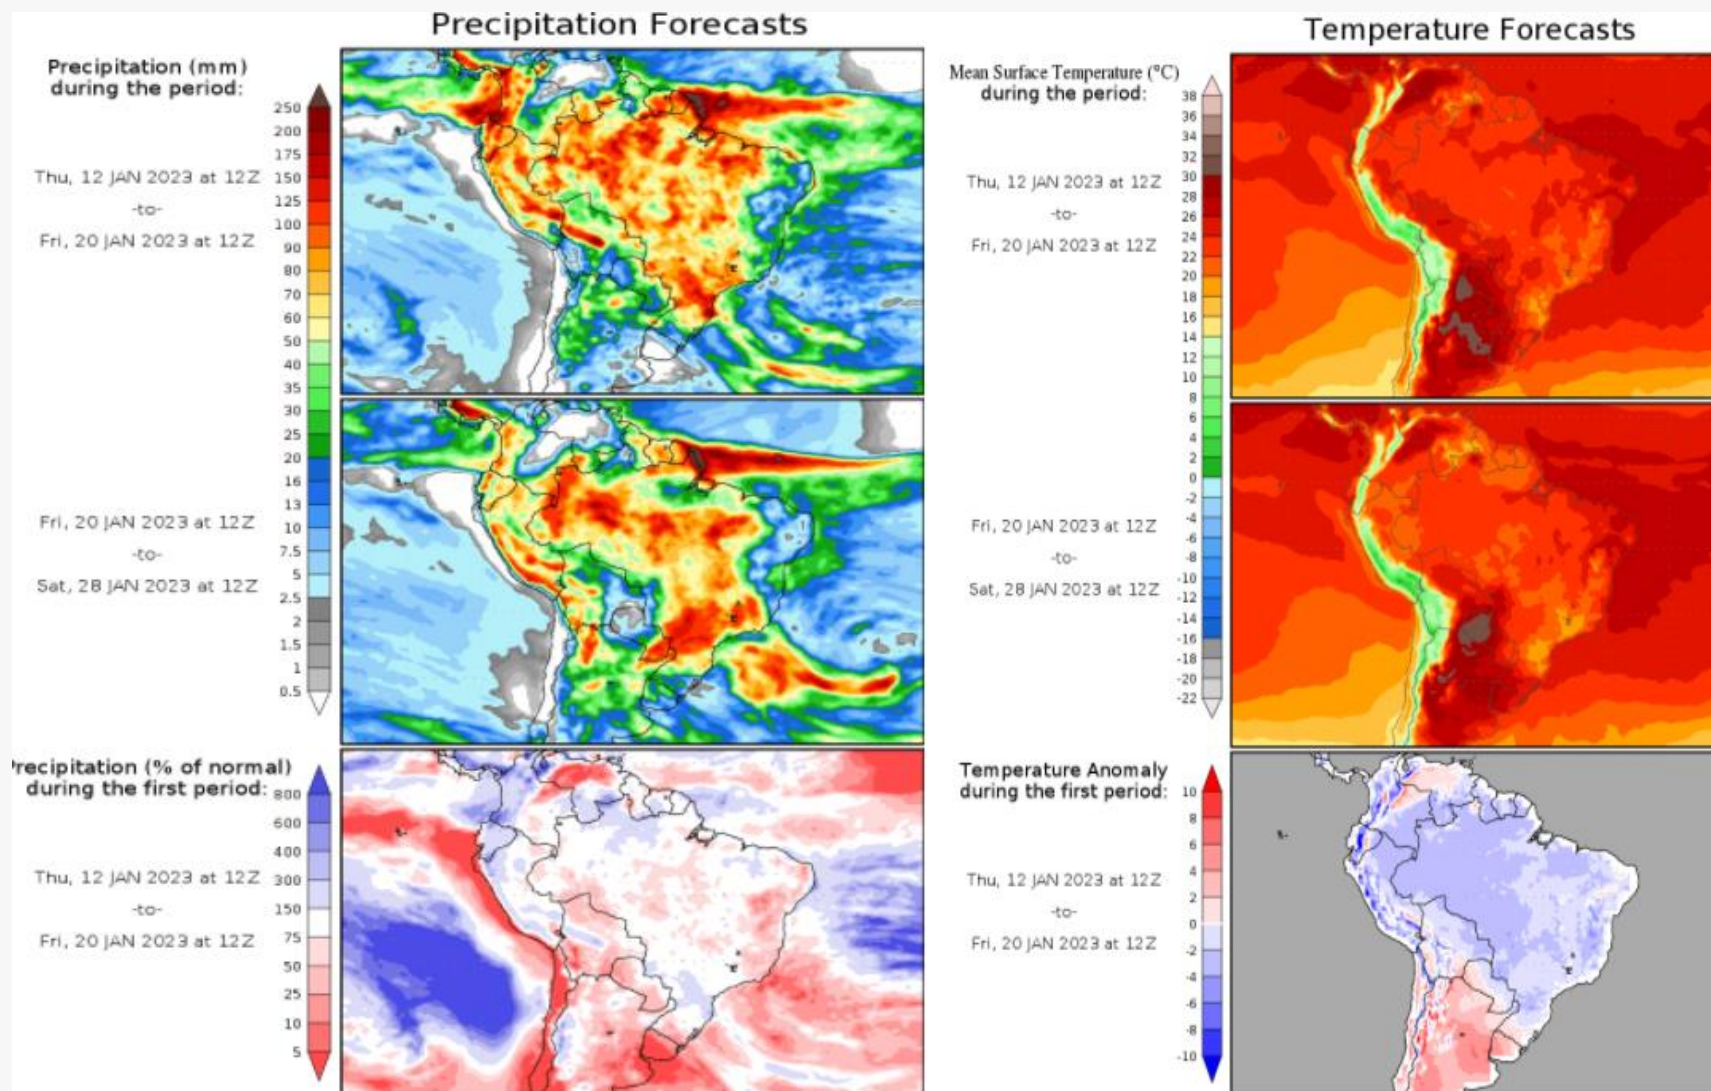 Precipitation Forecasts
Precipitation (mm)
during the period:
250
200
175
150
125
100
90
80
70
60
50
40
35
30
25
20
16
13
10
7.5
5
2.5
2
1.5
1
0.5
Thu, 12 JAN 2023 at 12Z
-to-
Fri, 20 JAN 2023 at 12Z
Fri, 20 JAN 2023 at 12Z
-to-
Sat, 28 JAN 2023 at 12Z
recipitation (% of normal)
during the first period:
800
600
400
300
150
75
50
25
10
5
Thu, 12 JAN 2023 at 12Z
-to-
Fri, 20 JAN 2023 at 12Z
Temperature Forecasts
Mean Surface Temperature (°C)
during the period:
38
36
34
32
30
28
26
24
22
20
18
16
14
12
10
8
6
4
2
0
-2
-4
-6
-8
-10
-12
-14
-16
-18
-20
-22
Thu, 12 JAN 2023 at 12Z
-to-
Fri, 20 JAN 2023 at 12Z
Fri, 20 JAN 2023 at 12Z
-to-
Sat, 28 JAN 2023 at 12Z
Temperature Anomaly
during the first period:
10
8
6
4
2
0
-2
-4
-6
-8
-10
Thu, 12 JAN 2023 at 12Z
-to-
Fri, 20 JAN 2023 at 12Z